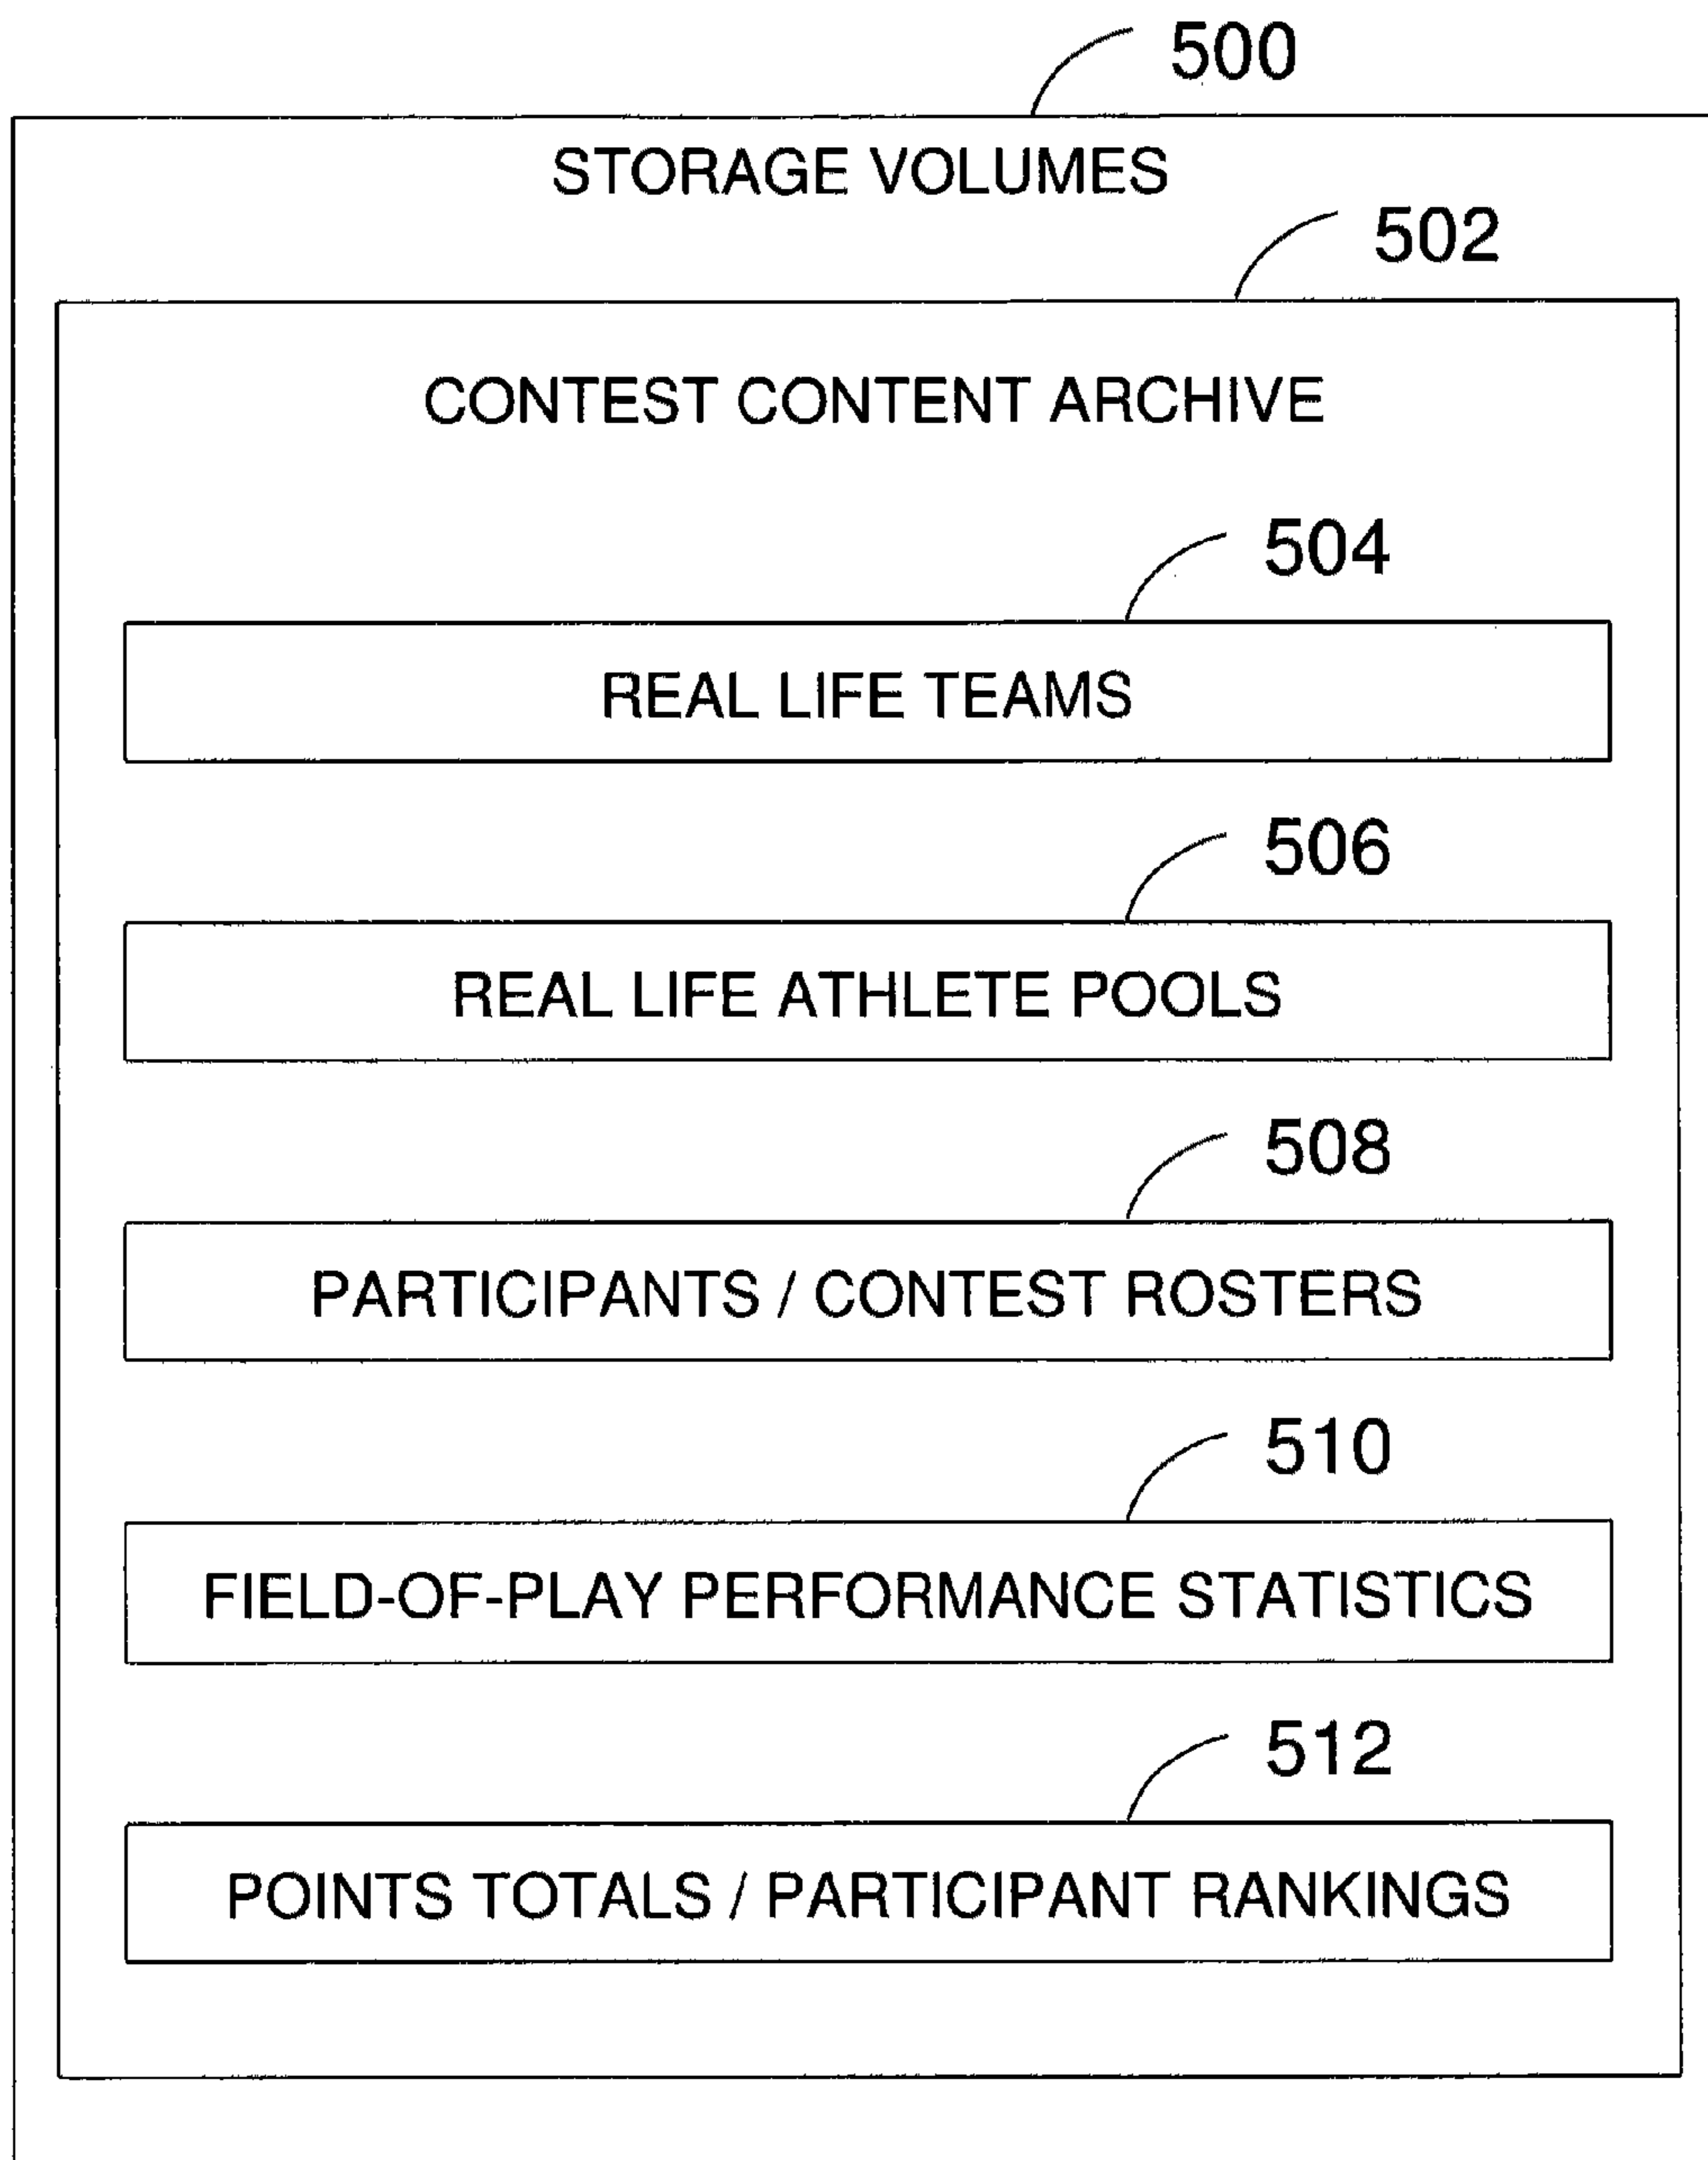 500
STORAGE VOLUMES
502
CONTEST CONTENT ARCHIVE
504
REAL LIFE TEAMS
506
REAL LIFE ATHLETE POOLS
508
PARTICIPANTS / CONTEST ROSTERS
510
FIELD-OF-PLAY PERFORMANCE STATISTICS
512
POINTS TOTALS / PARTICIPANT RANKINGS